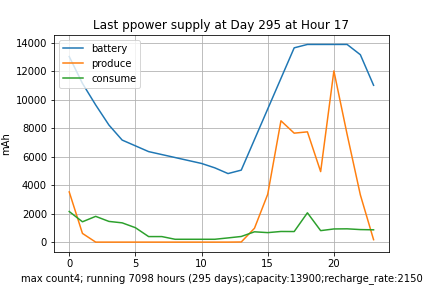 Last ppower supply at Day 295 at Hour 17
14000
12000
10000
8000
6000
4000
2000
0
mAh
battery
produce
consume
0 5 10 15 20
max count4; running 7098 hours (295 days);capacity:13900;recharge_rate:2150